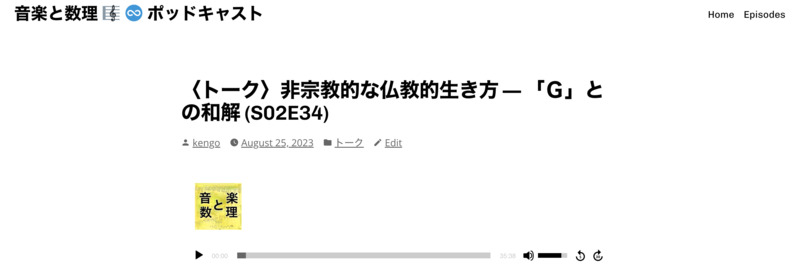 音楽と数理 🎼 ♾️ ポッドキャスト
Home Episodes
〈トーク〉非宗教的な仏教的生き方 — 「G」と
の和解 (S02E34)
kengo August 25, 2023 トーク Edit
音 楽
と
数 理
00:00 35:38